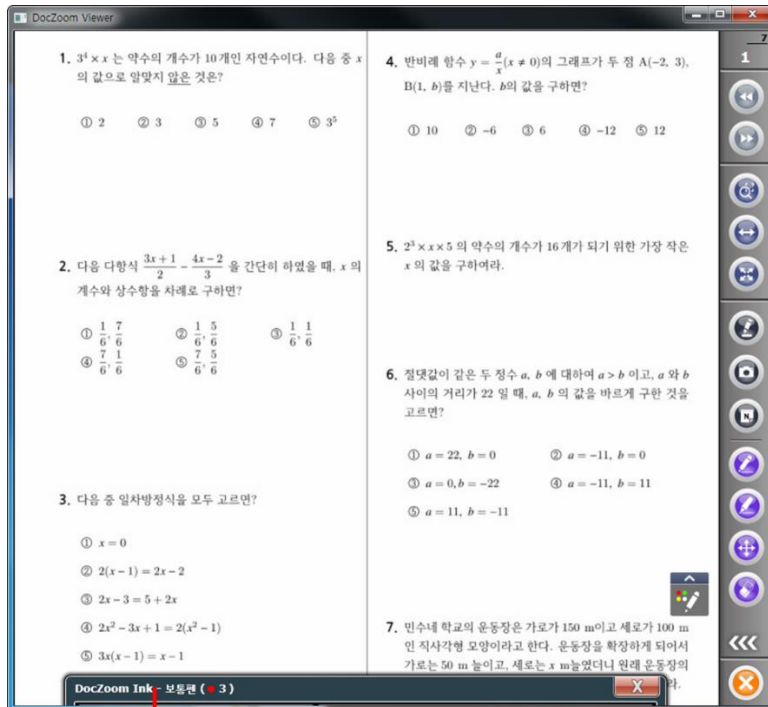 DocZoom Viewer
1. 3⁴ × x 는 약수의 개수가 10개인 자연수이다. 다음 중 x
의 값으로 알맞지 않은 것은?
① 2 ② 3 ③ 5 ④ 7 ⑤ 3⁵
2. 다음 다항식 (3x+1)/2 − (4x−2)/3 을 간단히 하였을 때, x 의
계수와 상수항을 차례로 구하면?
① 1/6, 7/6 ② 1/6, 5/6 ③ 1/6, 1/6
④ 7/6, 1/6 ⑤ 7/6, 5/6
3. 다음 중 일차방정식을 모두 고르면?
① x = 0
② 2(x − 1) = 2x − 2
③ 2x − 3 = 5 + 2x
④ 2x² − 3x + 1 = 2(x² − 1)
⑤ 3x(x − 1) = x − 1
4. 반비례 함수 y = a/x (x ≠ 0)의 그래프가 두 점 A(−2, 3),
B(1, b)를 지난다. b의 값을 구하면?
① 10 ② −6 ③ 6 ④ −12 ⑤ 12
5. 2³ × x × 5 의 약수의 개수가 16개가 되기 위한 가장 작은
x 의 값을 구하여라.
6. 절댓값이 같은 두 정수 a, b 에 대하여 a > b 이고, a 와 b
사이의 거리가 22 일 때, a, b 의 값을 바르게 구한 것을
고르면?
① a = 22, b = 0 ② a = −11, b = 0
③ a = 0, b = −22 ④ a = −11, b = 11
⑤ a = 11, b = −11
7. 민수네 학교의 운동장은 가로가 150 m이고 세로가 100 m
인 직사각형 모양이라고 한다. 운동장을 확장하게 되어서
가로는 50 m 늘이고, 세로는 x m늘였더니 원래 운동장의
라.
7
1
N
DocZoom Ink - 보통펜 ( 3 )